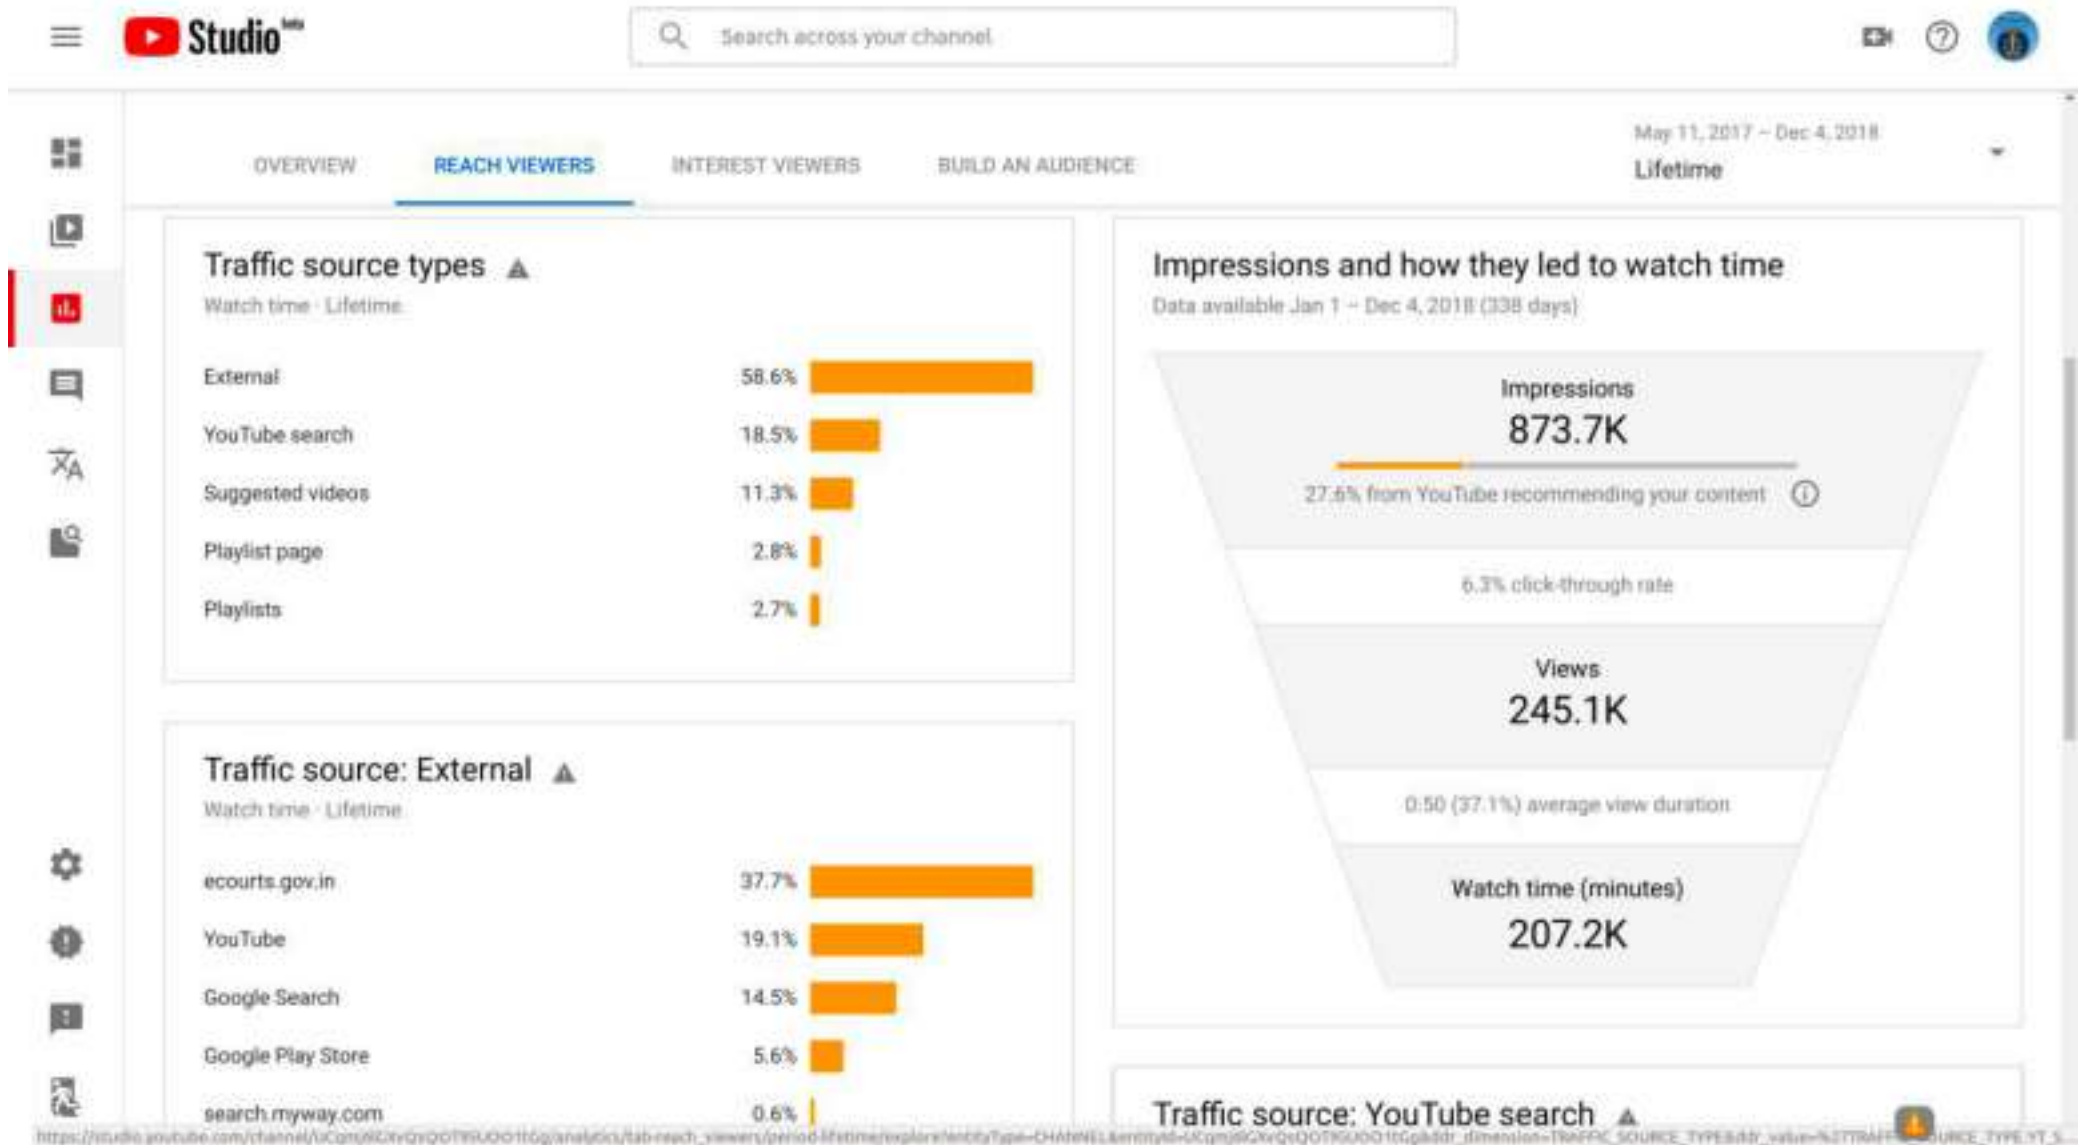 Studio beta
Search across your channel
OVERVIEW
REACH VIEWERS
INTEREST VIEWERS
BUILD AN AUDIENCE
May 11, 2017 – Dec 4, 2018
Lifetime
Traffic source types
Watch time · Lifetime
External 58.6%
YouTube search 18.5%
Suggested videos 11.3%
Playlist page 2.8%
Playlists 2.7%
Traffic source: External
Watch time · Lifetime
ecourts.gov.in 37.7%
YouTube 19.1%
Google Search 14.5%
Google Play Store 5.6%
search.myway.com 0.6%
Impressions and how they led to watch time
Data available Jan 1 – Dec 4, 2018 (338 days)
Impressions
873.7K
27.6% from YouTube recommending your content
6.3% click-through rate
Views
245.1K
0:50 (37.1%) average view duration
Watch time (minutes)
207.2K
Traffic source: YouTube search